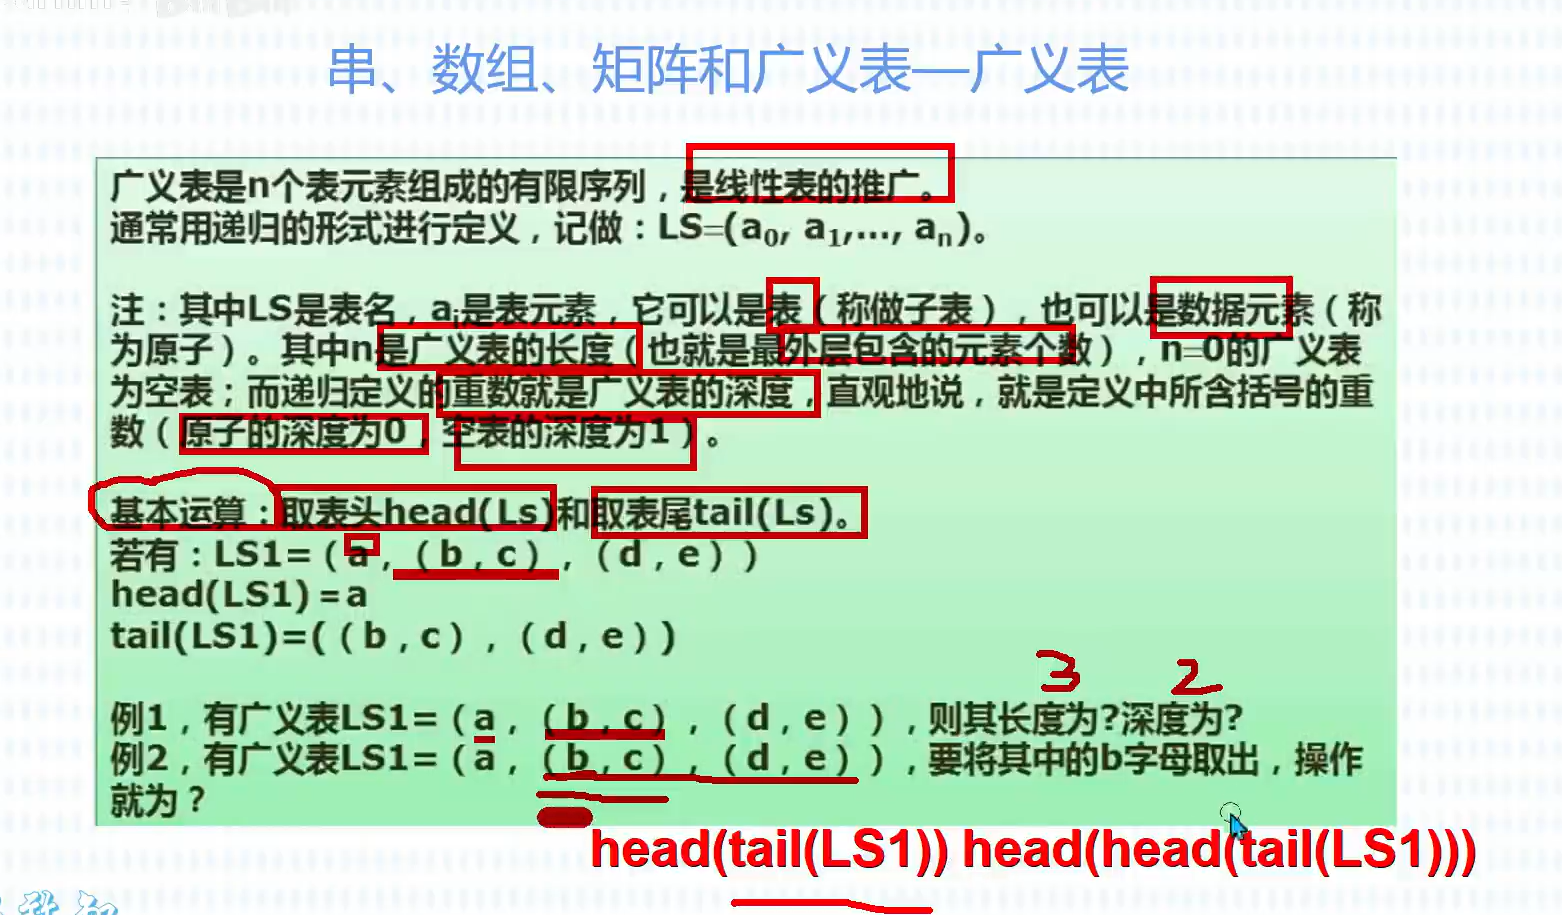 串、数组、矩阵和广义表—广义表
广义表是n个表元素组成的有限序列，是线性表的推广。
通常用递归的形式进行定义，记做：LS=(a0, a1,..., an)。
注：其中LS是表名，ai是表元素，它可以是表（称做子表），也可以是数据元素（称
为原子）。其中n是广义表的长度（也就是最外层包含的元素个数），n=0的广义表
为空表；而递归定义的重数就是广义表的深度，直观地说，就是定义中所含括号的重
数（原子的深度为0，空表的深度为1）。
基本运算：取表头head(Ls)和取表尾tail(Ls)。
若有：LS1=（a，（b，c），（d，e））
head(LS1)=a
tail(LS1)=(（b，c），（d，e）)
3 2
例1，有广义表LS1=（a，（b，c），（d，e）），则其长度为?深度为?
例2，有广义表LS1=（a，（b，c），（d，e）），要将其中的b字母取出，操作
就为？
head(tail(LS1)) head(head(tail(LS1)))